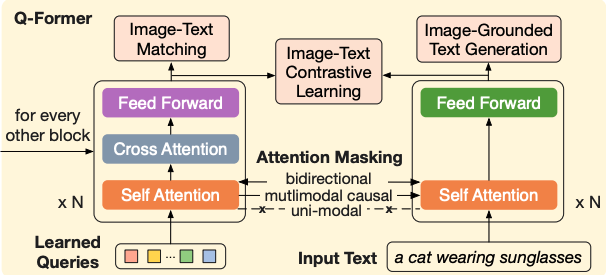 Q-Former
Image-Text
Matching
Image-Text
Contrastive
Learning
Image-Grounded
Text Generation
for every
other block
Feed Forward
Cross Attention
Self Attention
x N
Attention Masking
bidirectional
mutlimodal causal
x uni-modal x
Feed Forward
Self Attention
x N
Learned
Queries
...
Input Text
a cat wearing sunglasses